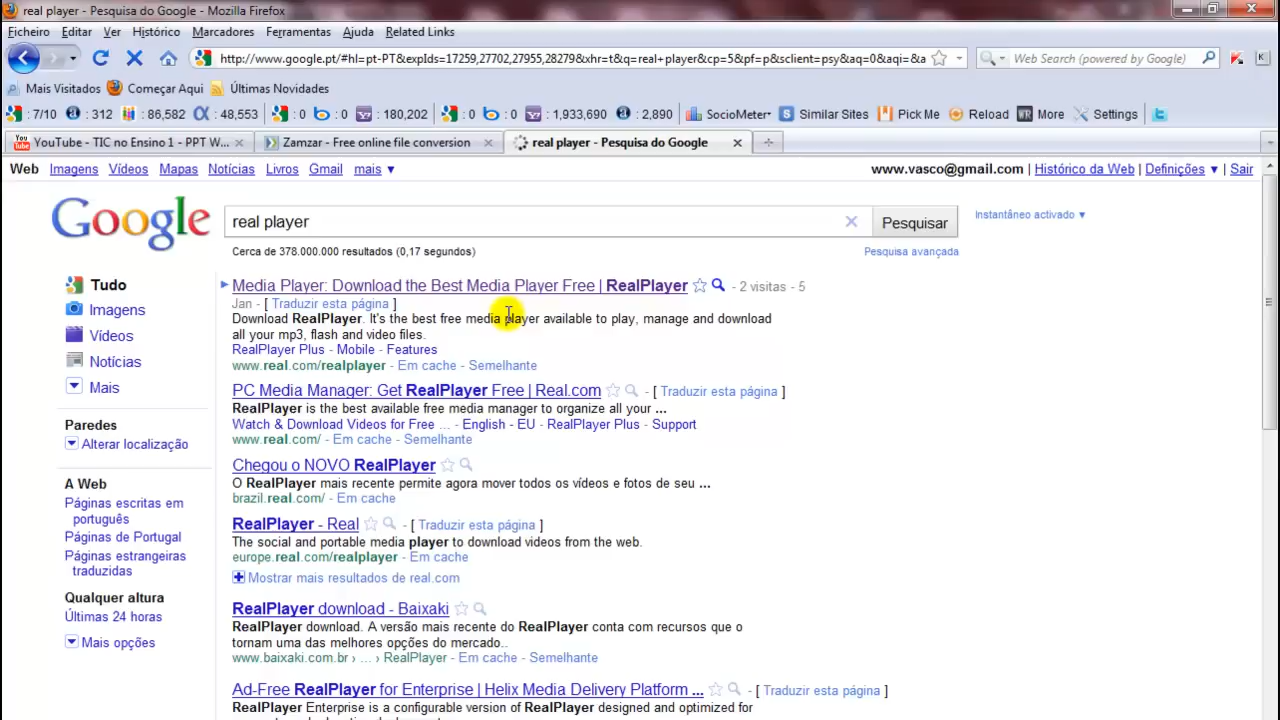 real player - Pesquisa do Google - Mozilla Firefox
Ficheiro Editar Ver Histórico Marcadores Ferramentas Ajuda Related Links
http://www.google.pt/#hl=pt-PT&expIds=17259,27702,27955,28279&xhr=t&q=real+player&cp=5&pf=p&sclient=psy&aq=0&aqi=&a
Web Search (powered by Google)
Mais Visitados Começar Aqui Últimas Novidades
: 7/10 : 312 : 86,582 : 48,553 : 0 : 0 : 180,202 : 0 : 0 : 1,933,690 : 2,890 SocioMeter Similar Sites Pick Me Reload More Settings
YouTube - TIC no Ensino 1 - PPT W... Zamzar - Free online file conversion real player - Pesquisa do Google
Web Imagens Vídeos Mapas Notícias Livros Gmail mais ▼ www.vasco@gmail.com | Histórico da Web | Definições ▼ | Sair
Google real player Pesquisar Instantâneo activado ▼
Cerca de 378.000.000 resultados (0,17 segundos) Pesquisa avançada
Tudo
Imagens
Vídeos
Notícias
Mais
Paredes
Alterar localização
A Web
Páginas escritas em
português
Páginas de Portugal
Páginas estrangeiras
traduzidas
Qualquer altura
Últimas 24 horas
Mais opções
Media Player: Download the Best Media Player Free | RealPlayer - 2 visitas - 5
Jan - [ Traduzir esta página ]
Download RealPlayer. It's the best free media player available to play, manage and download
all your mp3, flash and video files.
RealPlayer Plus - Mobile - Features
www.real.com/realplayer - Em cache - Semelhante
PC Media Manager: Get RealPlayer Free | Real.com - [ Traduzir esta página ]
RealPlayer is the best available free media manager to organize all your ...
Watch & Download Videos for Free ... - English - EU - RealPlayer Plus - Support
www.real.com/ - Em cache - Semelhante
Chegou o NOVO RealPlayer
O RealPlayer mais recente permite agora mover todos os vídeos e fotos de seu ...
brazil.real.com/ - Em cache
RealPlayer - Real - [ Traduzir esta página ]
The social and portable media player to download videos from the web.
europe.real.com/realplayer - Em cache
Mostrar mais resultados de real.com
RealPlayer download - Baixaki
RealPlayer download. A versão mais recente do RealPlayer conta com recursos que o
tornam uma das melhores opções do mercado..
www.baixaki.com.br › ... › RealPlayer - Em cache - Semelhante
Ad-Free RealPlayer for Enterprise | Helix Media Delivery Platform ... - [ Traduzir esta página ]
RealPlayer Enterprise is a configurable version of RealPlayer designed and optimized for